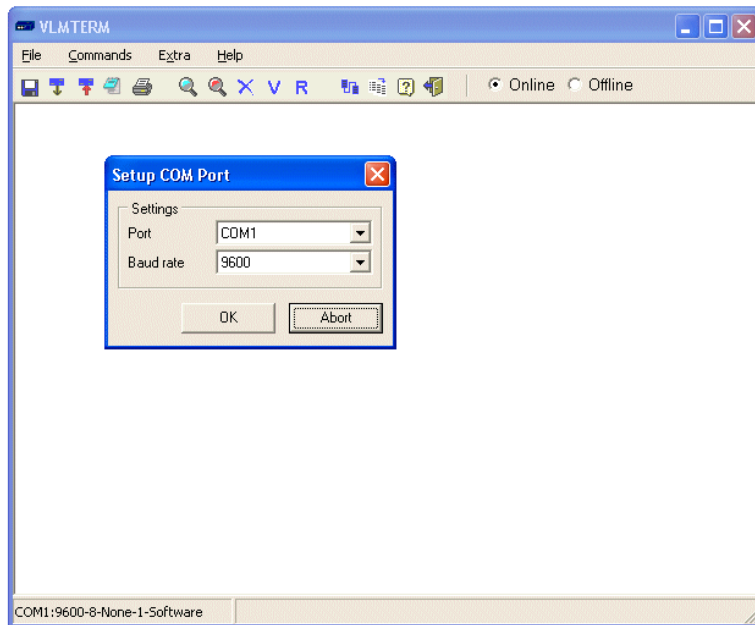 VLMTERM
File Commands Extra Help
V R Online Offline
Setup COM Port
Settings
Port COM1
Baud rate 9600
OK Abort
COM1:9600-8-None-1-Software